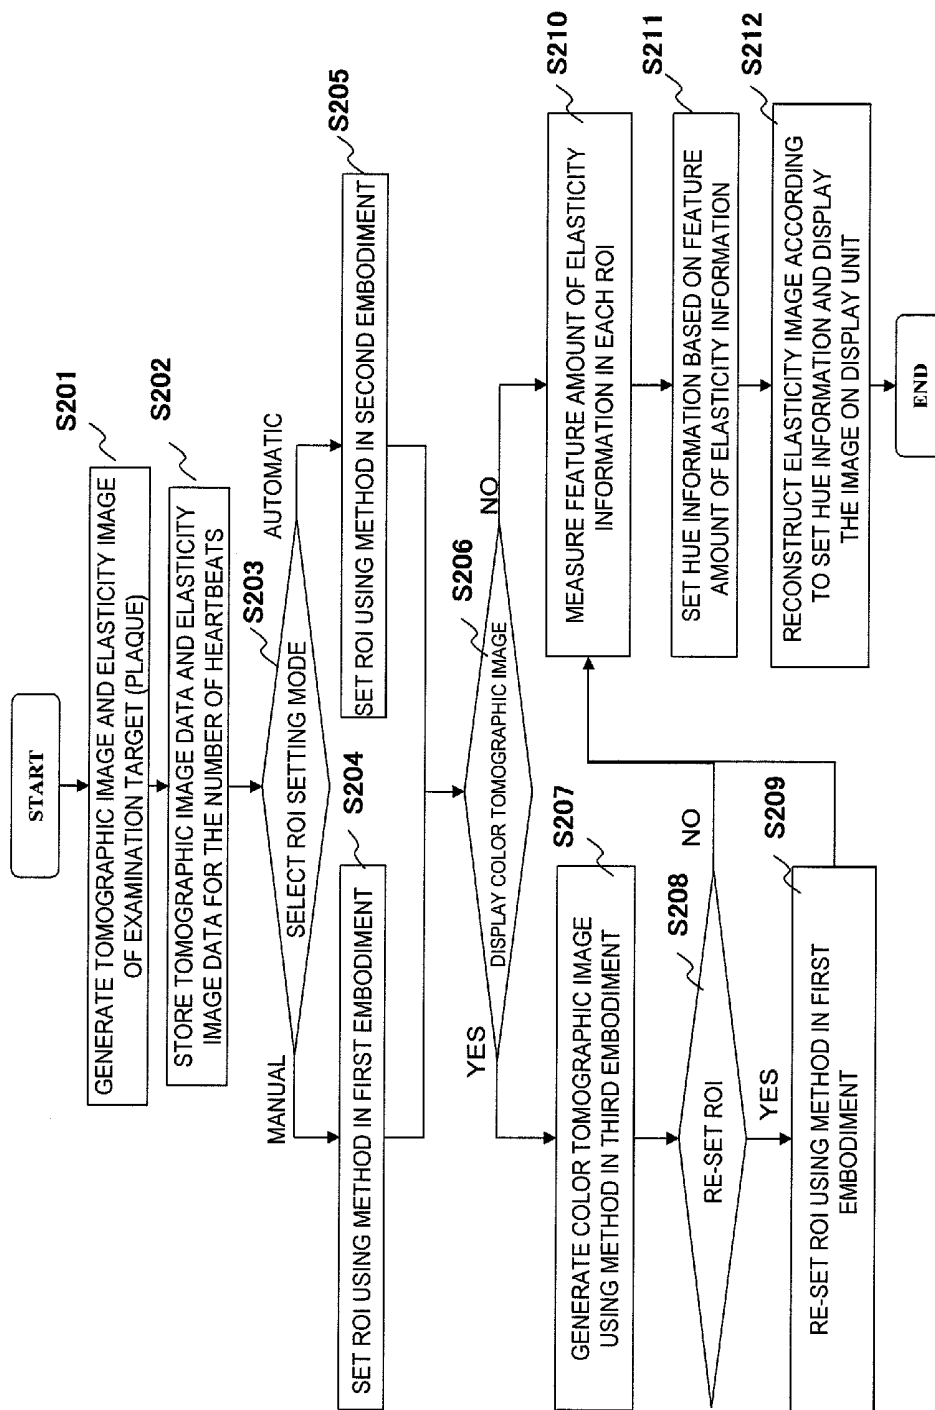 START
S201
GENERATE TOMOGRAPHIC IMAGE AND ELASTICITY IMAGE
OF EXAMINATION TARGET (PLAQUE)
S202
STORE TOMOGRAPHIC IMAGE DATA AND ELASTICITY
IMAGE DATA FOR THE NUMBER OF HEARTBEATS
S203
SELECT ROI SETTING MODE
MANUAL
AUTOMATIC
S204
SET ROI USING METHOD IN FIRST EMBODIMENT
S205
SET ROI USING METHOD IN SECOND EMBODIMENT
S206
DISPLAY COLOR TOMOGRAPHIC IMAGE
YES
NO
S207
GENERATE COLOR TOMOGRAPHIC IMAGE
USING METHOD IN THIRD EMBODIMENT
S208
RE-SET ROI
NO
YES
S209
RE-SET ROI USING METHOD IN FIRST
EMBODIMENT
S210
MEASURE FEATURE AMOUNT OF ELASTICITY
INFORMATION IN EACH ROI
S211
SET HUE INFORMATION BASED ON FEATURE
AMOUNT OF ELASTICITY INFORMATION
S212
RECONSTRUCT ELASTICITY IMAGE ACCORDING
TO SET HUE INFORMATION AND DISPLAY
THE IMAGE ON DISPLAY UNIT
END